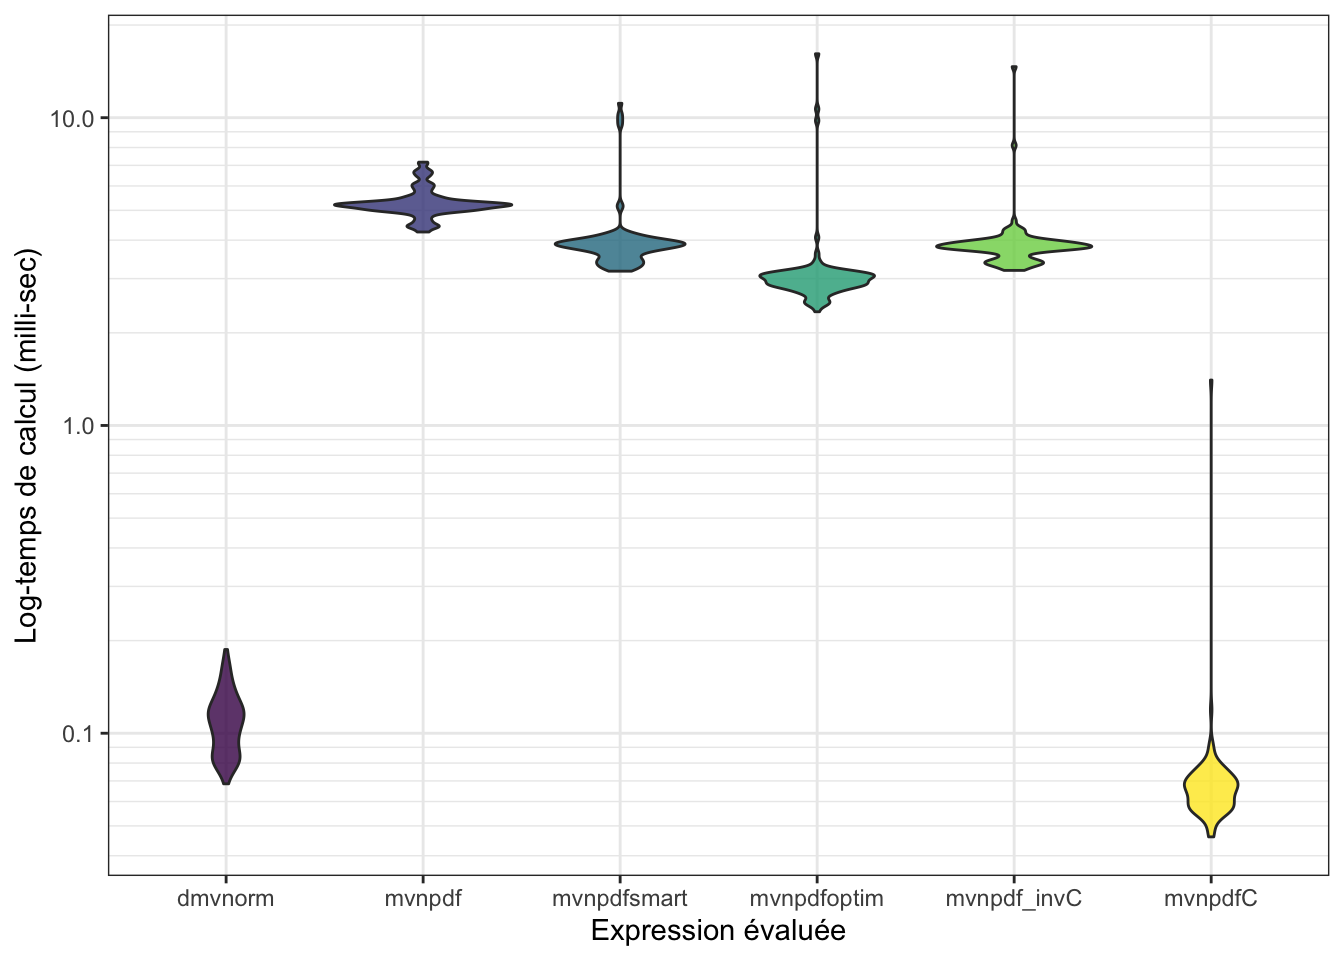 Log-temps de calcul (milli-sec)
10.0
1.0
0.1
dmvnorm mvnpdf mvnpdfsmart mvnpdfoptim mvnpdf_invC mvnpdfC
Expression évaluée